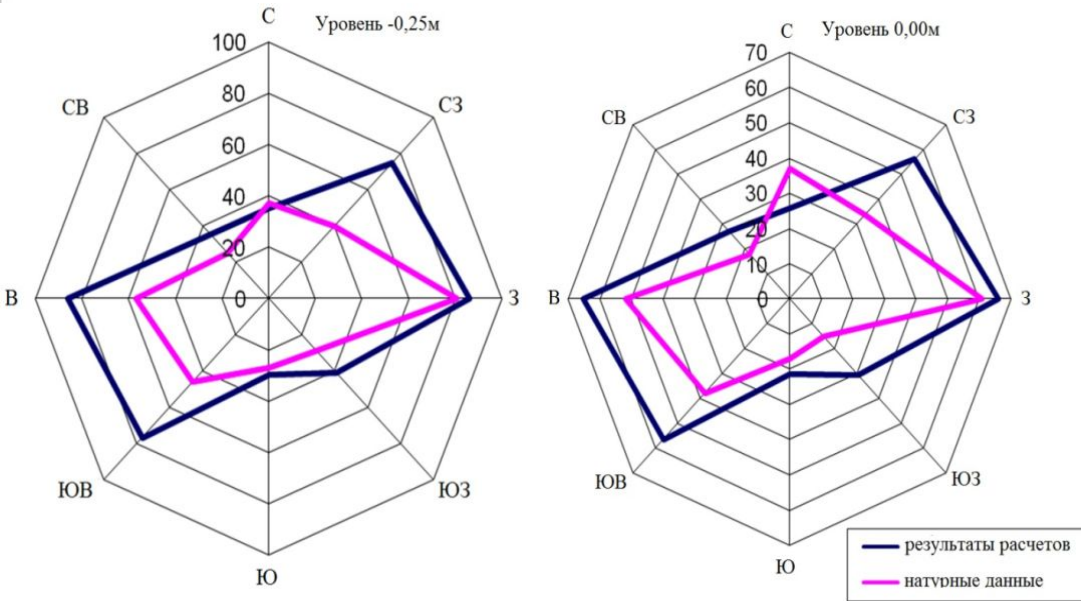 С
Уровень -0,25м
100
СВ
80
СЗ
60
40
20
В
0
З
ЮВ
ЮЗ
Ю
С
Уровень 0,00м
70
60
СВ
50
СЗ
40
30
20
10
В
0
З
ЮВ
ЮЗ
Ю
результаты расчетов
натурные данные